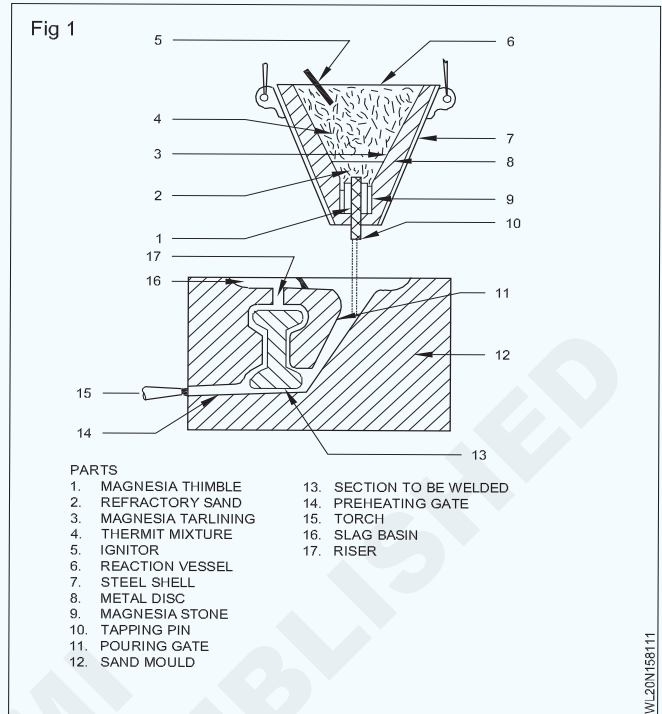 Fig 1
5
6
4
7
3
8
2
9
1
10
17
16
11
12
15
14
13
PARTS
1. MAGNESIA THIMBLE
2. REFRACTORY SAND
3. MAGNESIA TARLINING
4. THERMIT MIXTURE
5. IGNITOR
6. REACTION VESSEL
7. STEEL SHELL
8. METAL DISC
9. MAGNESIA STONE
10. TAPPING PIN
11. POURING GATE
12. SAND MOULD
13. SECTION TO BE WELDED
14. PREHEATING GATE
15. TORCH
16. SLAG BASIN
17. RISER
WL20N158111